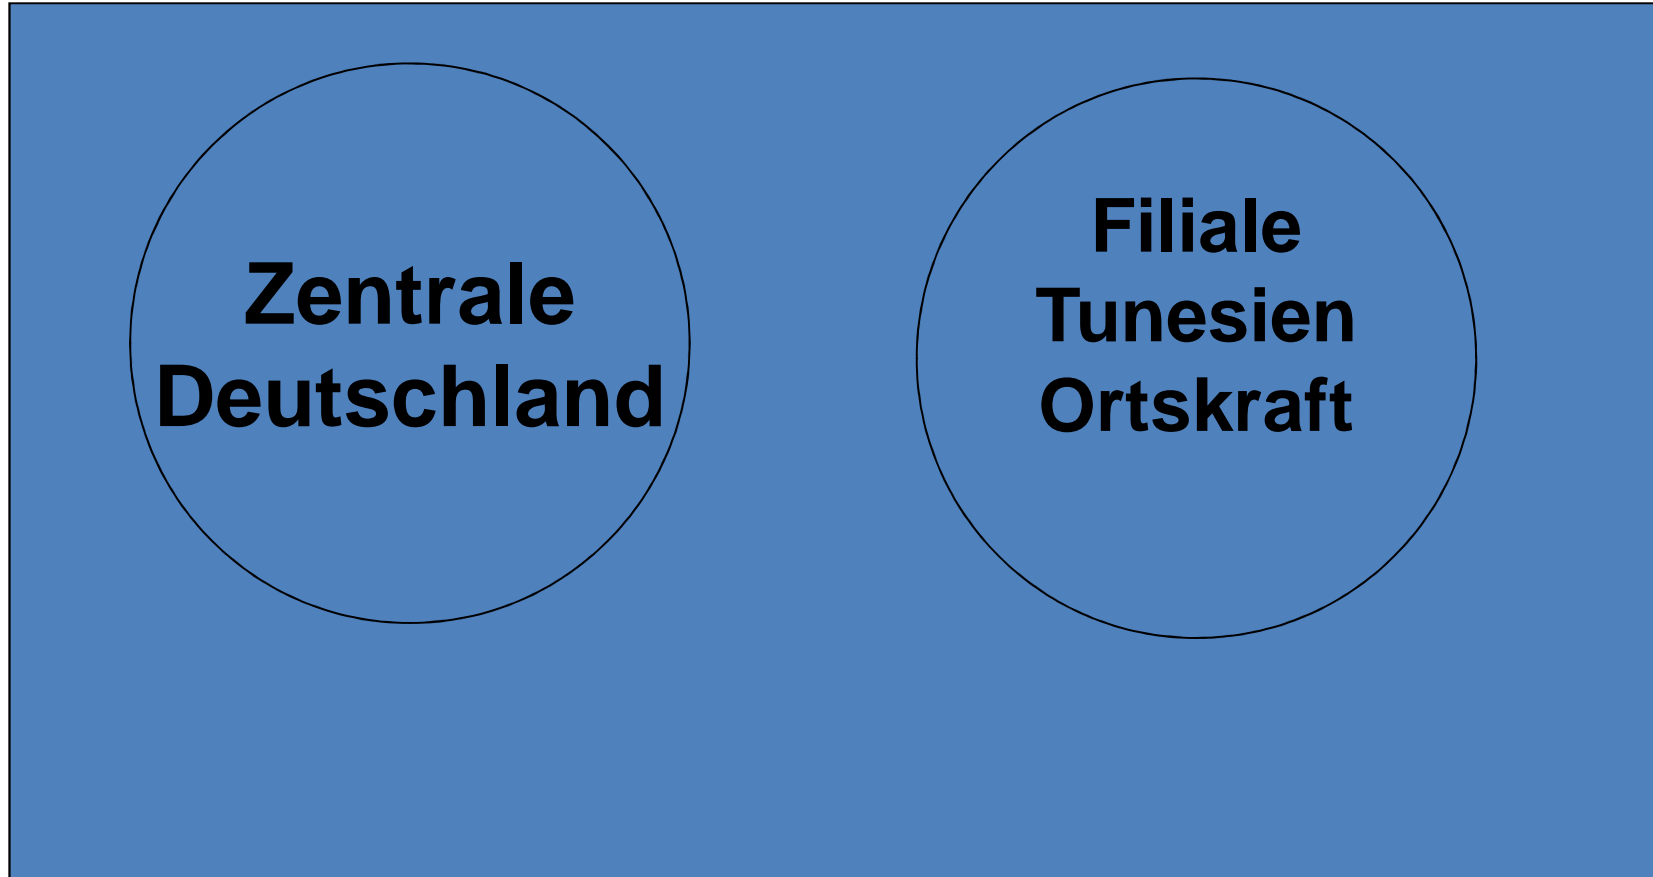 Zentrale
Deutschland
Filiale
Tunesien
Ortskraft